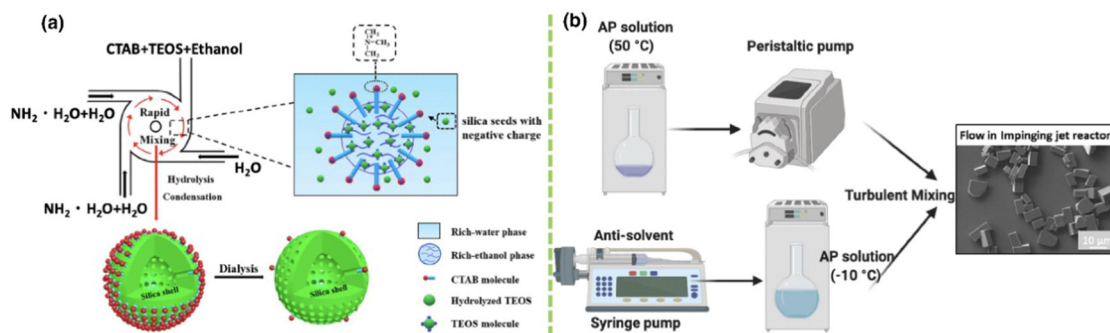 (a)
CTAB+TEOS+Ethanol
NH₂ · H₂O+H₂O
Rapid
Mixing
H₂O
Hydrolysis
Condensation
NH₂ · H₂O+H₂O
CH₃
N—CH₃
CH₂
silica seeds with
negative charge
Silica shell
Dialysis
Silica shell
Rich-water phase
Rich-ethanol phase
CTAB molecule
Hydrolyzed TEOS
TEOS molecule
(b)
AP solution
(50 °C)
Peristaltic pump
Flow in Impinging jet reactor
Turbulent Mixing
10 μm
Anti-solvent
Syringe pump
AP solution
(-10 °C)